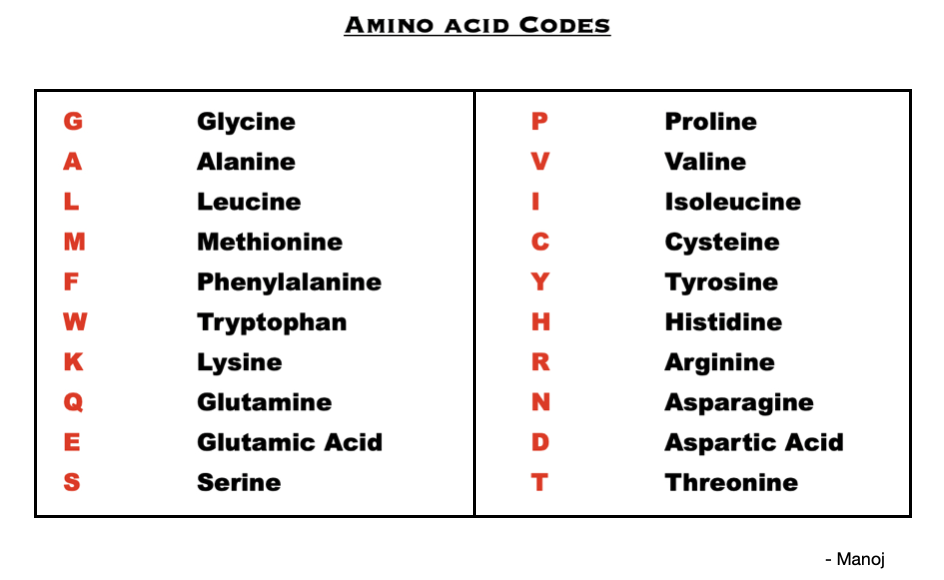 AMINO ACID CODES
G Glycine
A Alanine
L Leucine
M Methionine
F Phenylalanine
W Tryptophan
K Lysine
Q Glutamine
E Glutamic Acid
S Serine
P Proline
V Valine
I Isoleucine
C Cysteine
Y Tyrosine
H Histidine
R Arginine
N Asparagine
D Aspartic Acid
T Threonine
- Manoj